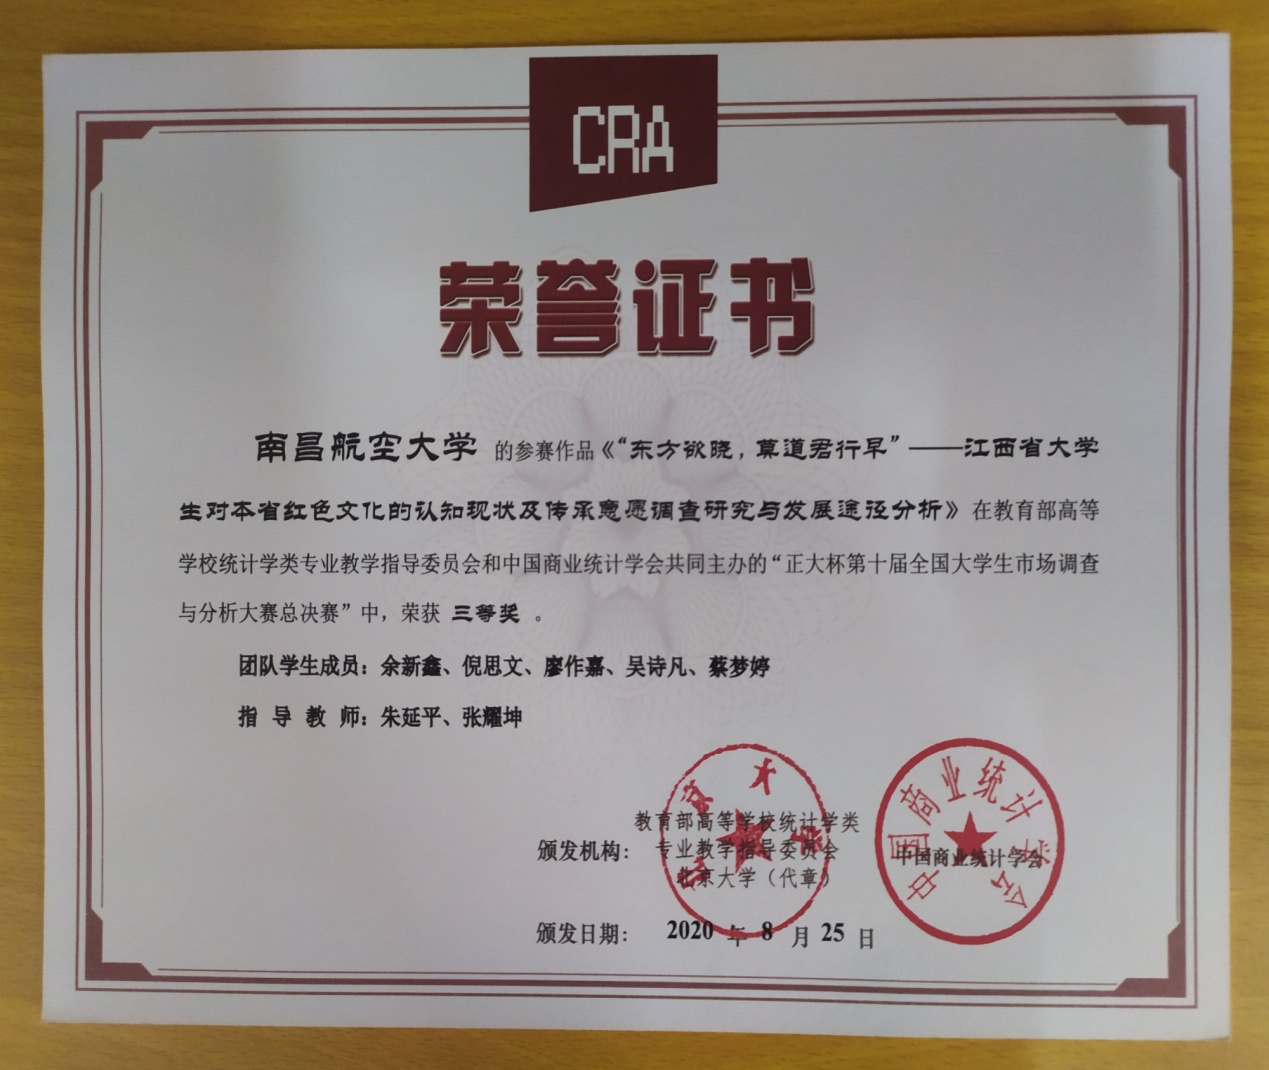 CRA
荣誉证书
南昌航空大学 的参赛作品《“东方欲晓，莫道君行早”——江西省大学
生对本省红色文化的认知现状及传承意愿调查研究与发展途径分析》在教育部高等
学校统计学类专业教学指导委员会和中国商业统计学会共同主办的“正大杯第十届全国大学生市场调查
与分析大赛总决赛”中，荣获 三等奖 。
团队学生成员：余新鑫、倪思文、廖作嘉、吴诗凡、蔡梦婷
指 导 教 师：朱延平、张耀坤
颁发机构：
教育部高等学校统计学类
专业教学指导委员会
北京大学（代章）
中国商业统计学会
中国商业统计学会
颁发日期： 2020 年 8 月 25 日